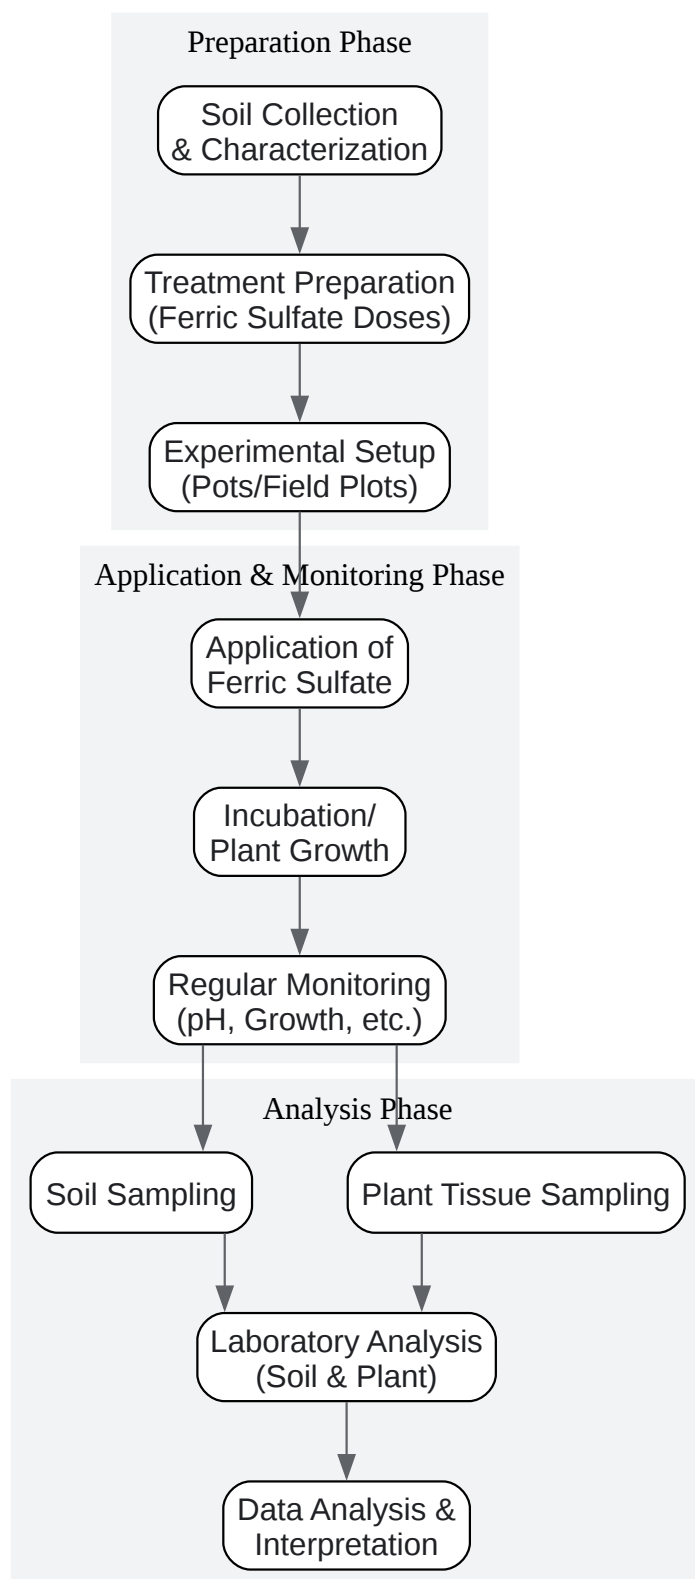 Preparation Phase
Soil Collection
& Characterization
Treatment Preparation
(Ferric Sulfate Doses)
Experimental Setup
(Pots/Field Plots)
Application & Monitoring Phase
Application of
Ferric Sulfate
Incubation/
Plant Growth
Regular Monitoring
(pH, Growth, etc.)
Analysis Phase
Soil Sampling
Plant Tissue Sampling
Laboratory Analysis
(Soil & Plant)
Data Analysis &
Interpretation